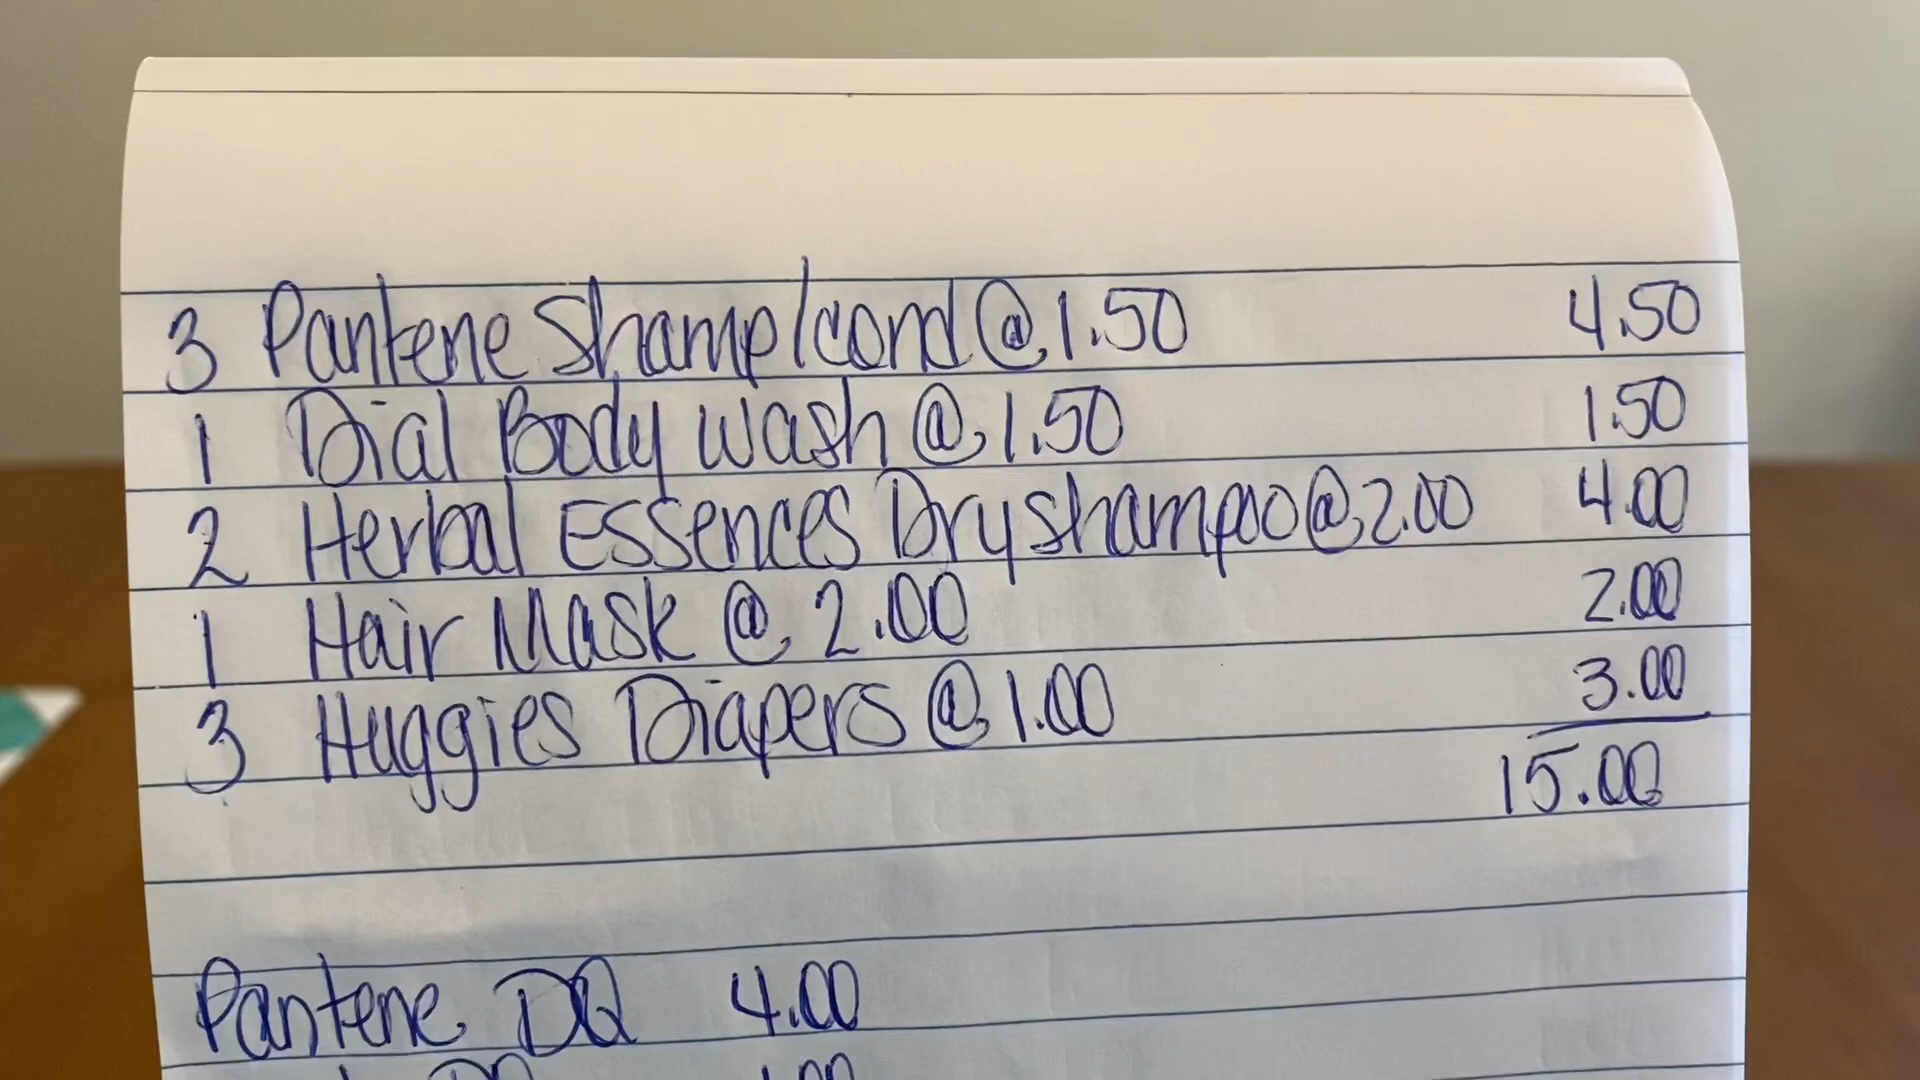 3 Pantene Shamp/cond @ 1.50 4.50
1 Dial Body Wash @ 1.50 1.50
2 Herbal Essences Dry shampoo @ 2.00 4.00
1 Hair Mask @ 2.00 2.00
3 Huggies Diapers @ 1.00 3.00
15.00
Pantene DQ 4.00